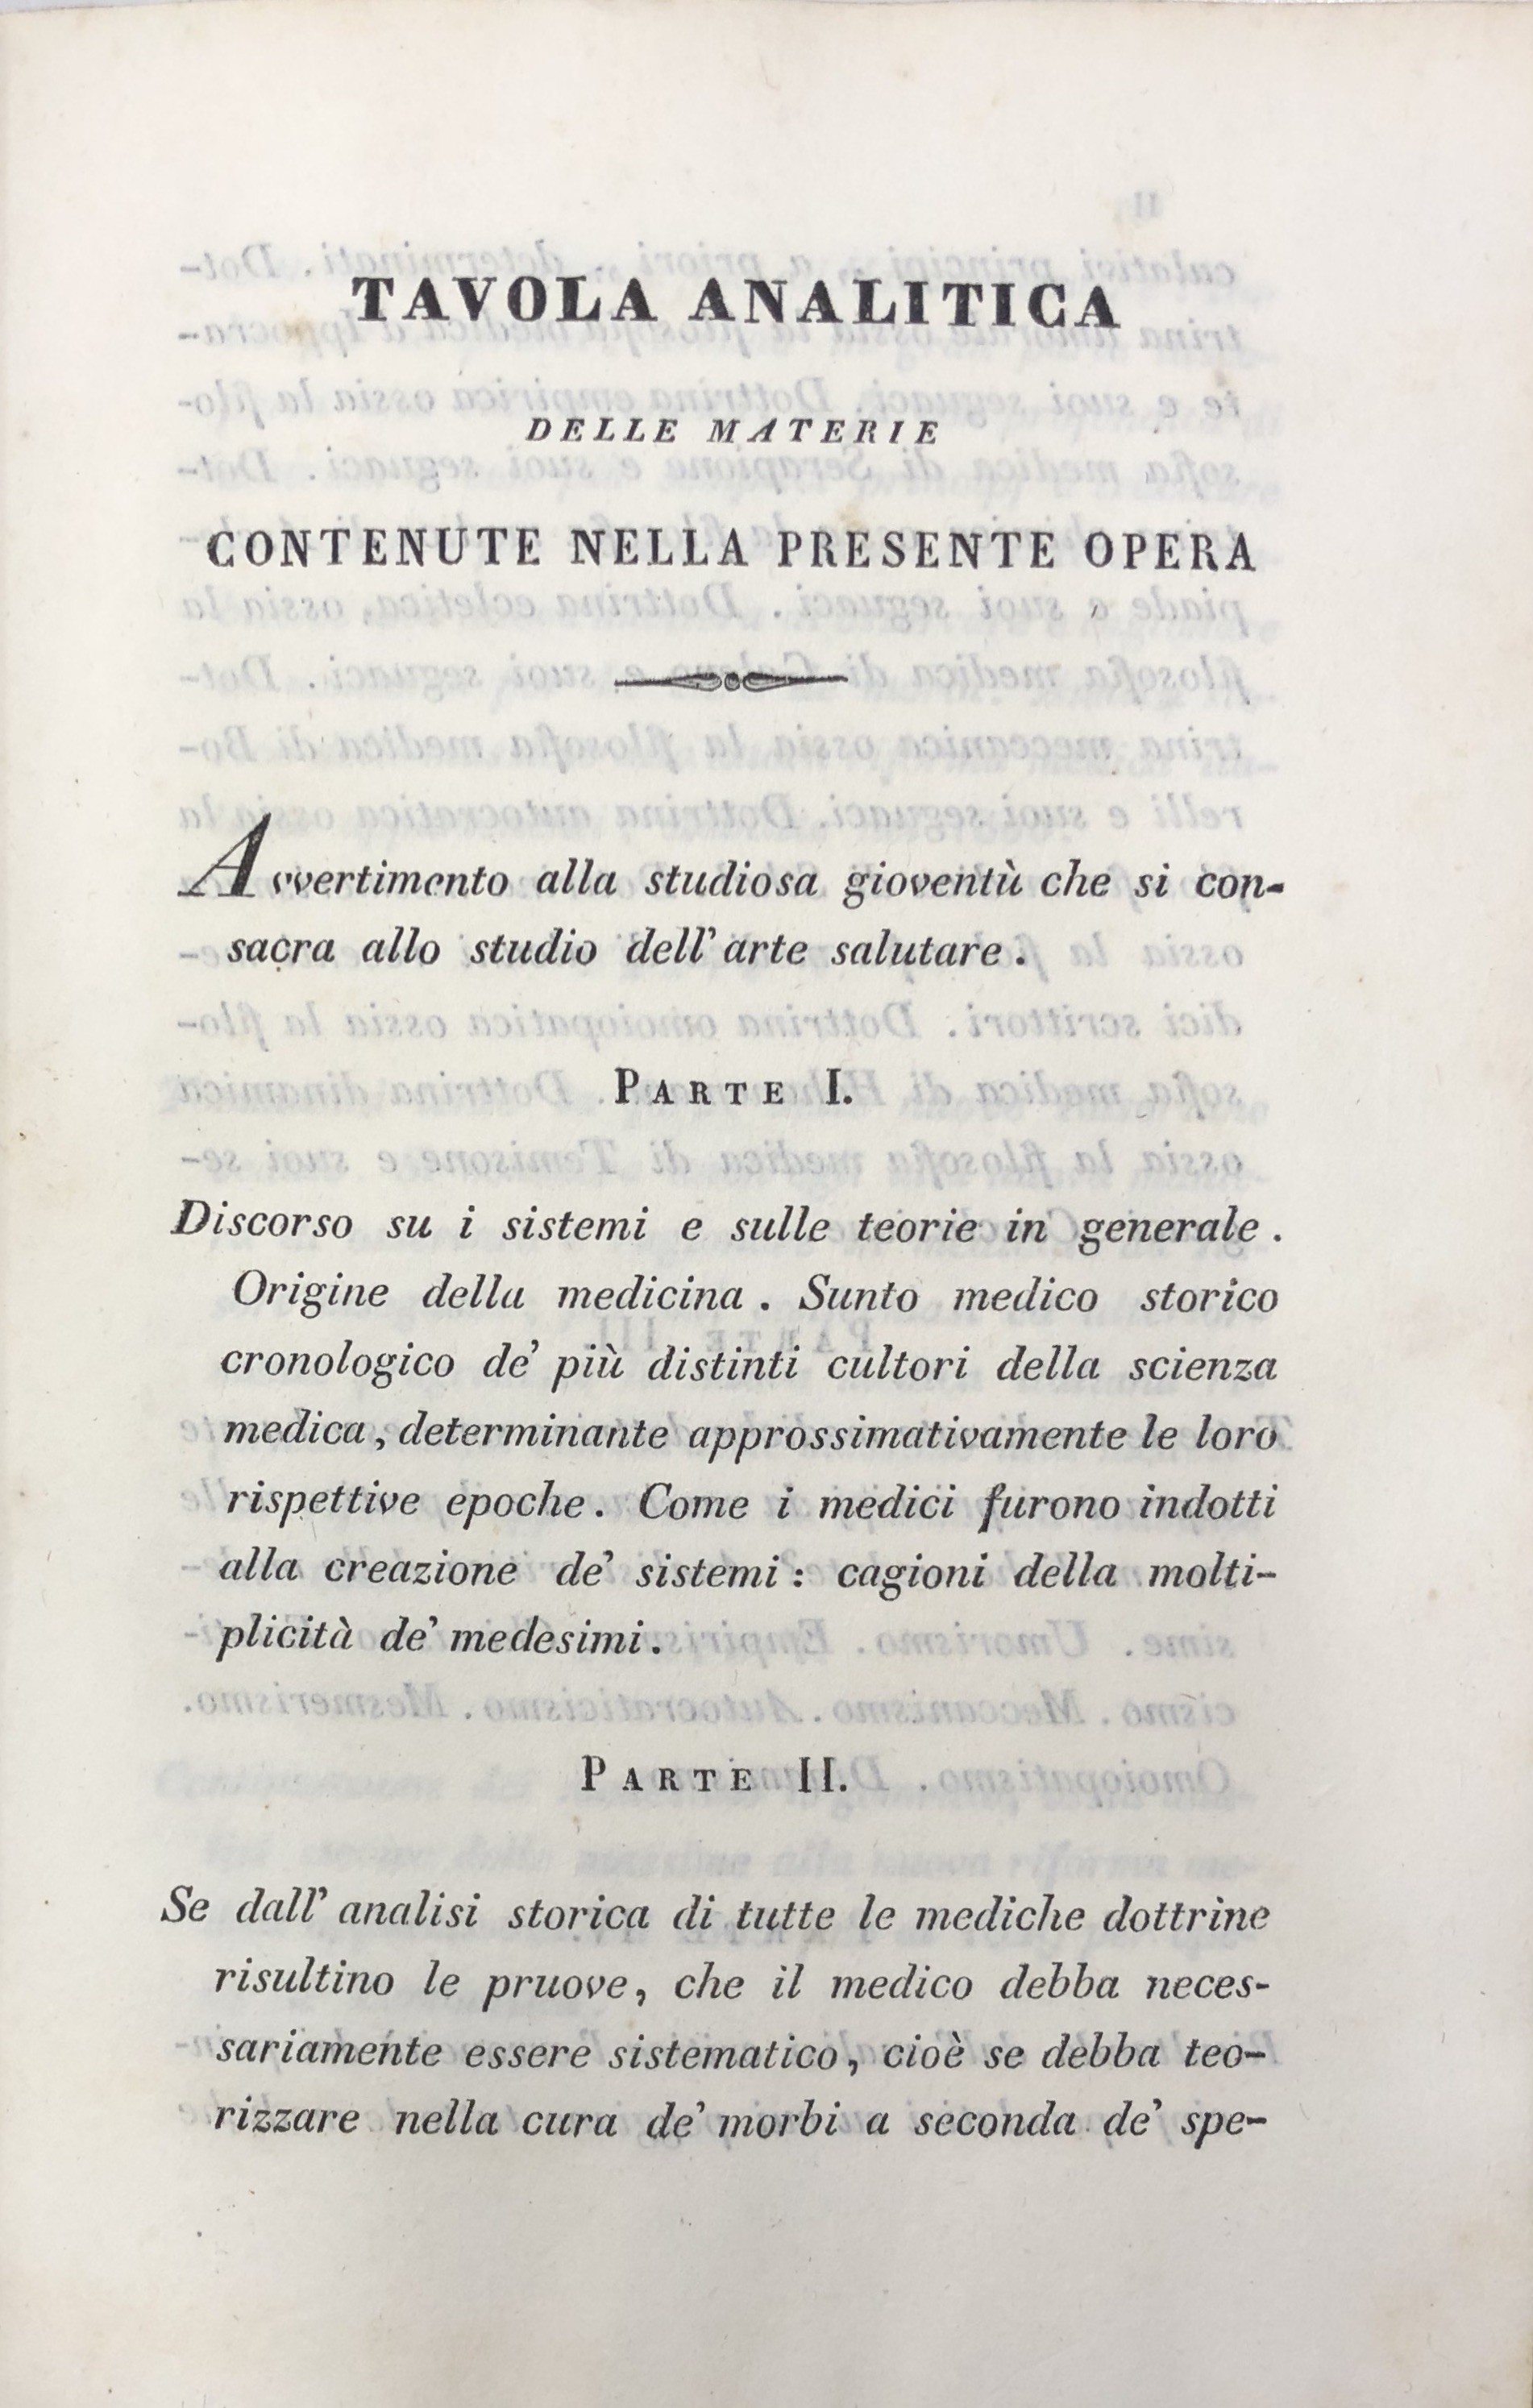 TAVOLA ANALITICA
DELLE MATERIE
CONTENUTE NELLA PRESENTE OPERA
Avvertimento alla studiosa gioventù che si con-
sacra allo studio dell' arte salutare.
PARTE I.
Discorso su i sistemi e sulle teorie in generale.
Origine della medicina. Sunto medico storico
cronologico de' più distinti cultori della scienza
medica, determinante approssimativamente le loro
rispettive epoche. Come i medici furono indotti
alla creazione de' sistemi: cagioni della molti-
plicità de' medesimi.
PARTE II.
Se dall' analisi storica di tutte le mediche dottrine
risultino le pruove, che il medico debba neces-
sariamente essere sistematico, cioè se debba teo-
rizzare nella cura de' morbi a seconda de' spe-